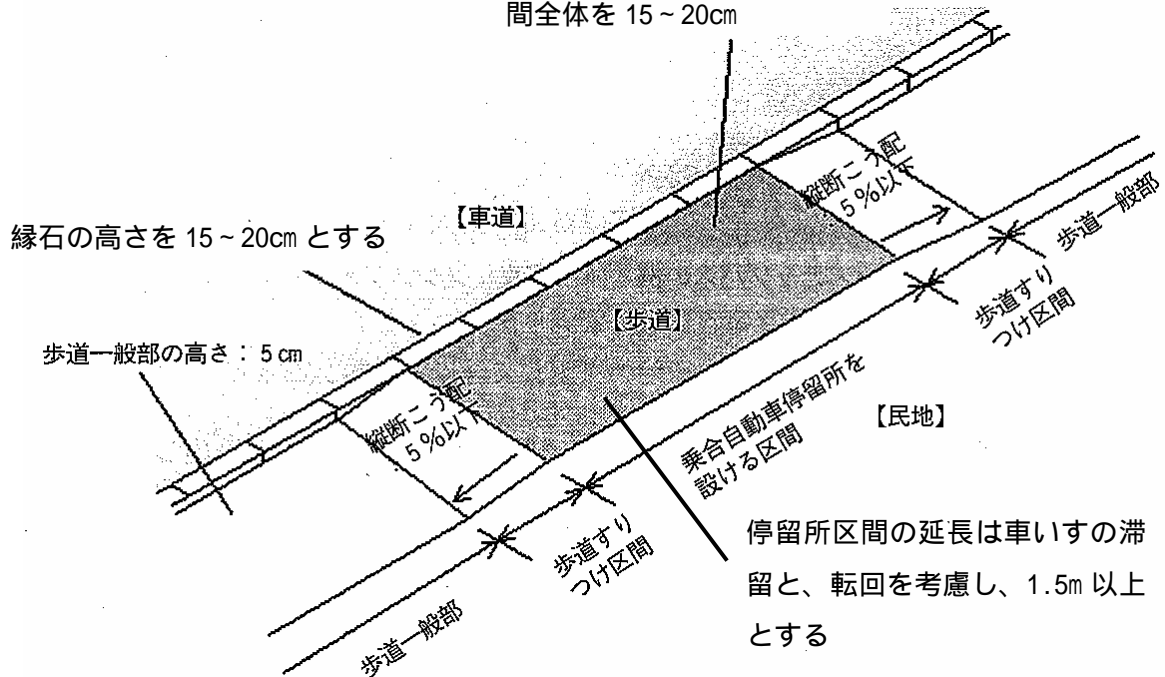 間全体を 15~20cm
縁石の高さを 15~20cm とする
【車道】
縦断こう配
5%以下
歩道一般部
歩道すり
つけ区間
【歩道】
歩道一般部の高さ：5cm
縦断こう配
5%以下
乗合自動車停留所を
設ける区間
【民地】
歩道すり
つけ区間
歩道一般部
停留所区間の延長は車いすの滞
留と、転回を考慮し、1.5m 以上
とする